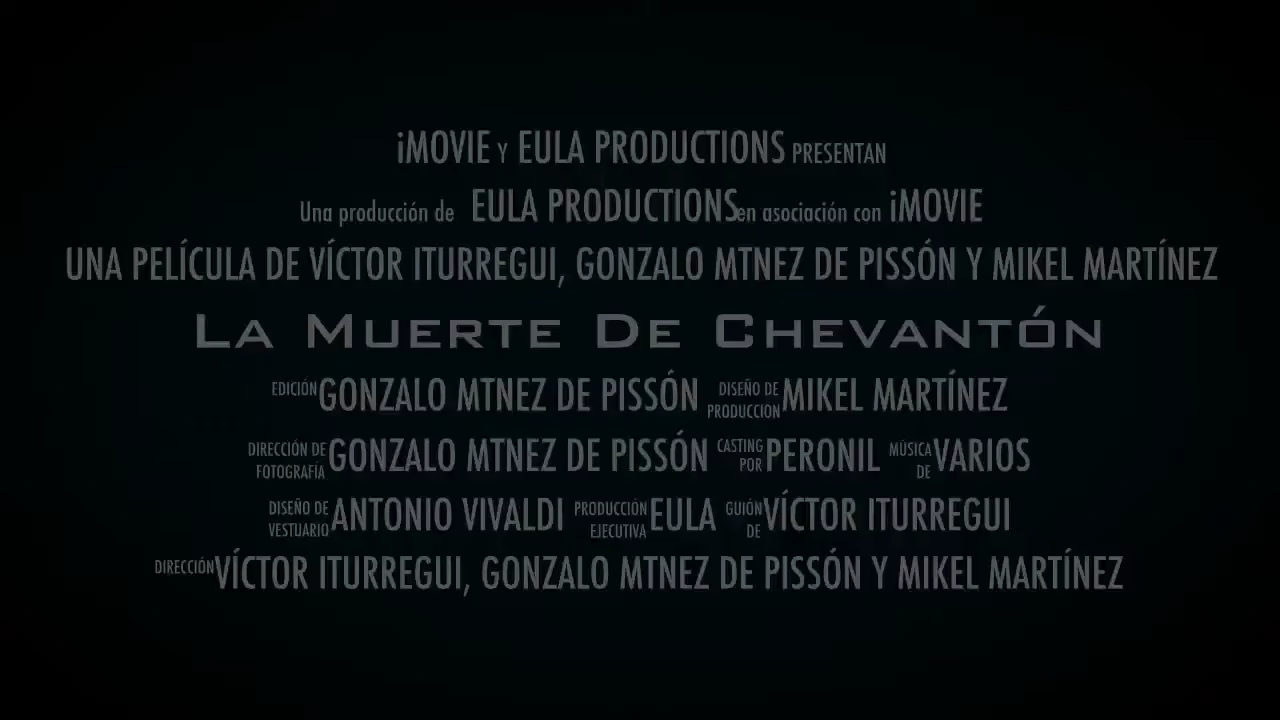 iMOVIE Y EULA PRODUCTIONS PRESENTAN
Una producción de EULA PRODUCTIONS en asociación con iMOVIE
UNA PELÍCULA DE VÍCTOR ITURREGUI, GONZALO MTNEZ DE PISSÓN Y MIKEL MARTÍNEZ
LA MUERTE DE CHEVANTÓN
EDICIÓN GONZALO MTNEZ DE PISSÓN DISEÑO DE PRODUCCION MIKEL MARTÍNEZ
DIRECCIÓN DE FOTOGRAFÍA GONZALO MTNEZ DE PISSÓN CASTING POR PERONIL MÚSICA DE VARIOS
DISEÑO DE VESTUARIO ANTONIO VIVALDI PRODUCCIÓN EJECUTIVA EULA GUIÓN DE VÍCTOR ITURREGUI
DIRECCIÓN VÍCTOR ITURREGUI, GONZALO MTNEZ DE PISSÓN Y MIKEL MARTÍNEZ